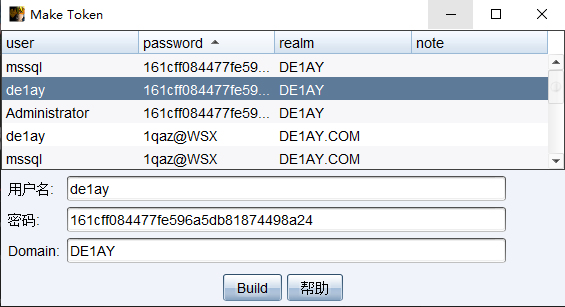 Make Token
user password realm note
mssql 161cff084477fe59... DE1AY
de1ay 161cff084477fe59... DE1AY
Administrator 161cff084477fe59... DE1AY
de1ay 1qaz@WSX DE1AY.COM
mssql 1qaz@WSX DE1AY.COM
用户名: de1ay
密码: 161cff084477fe596a5db81874498a24
Domain: DE1AY
Build 帮助